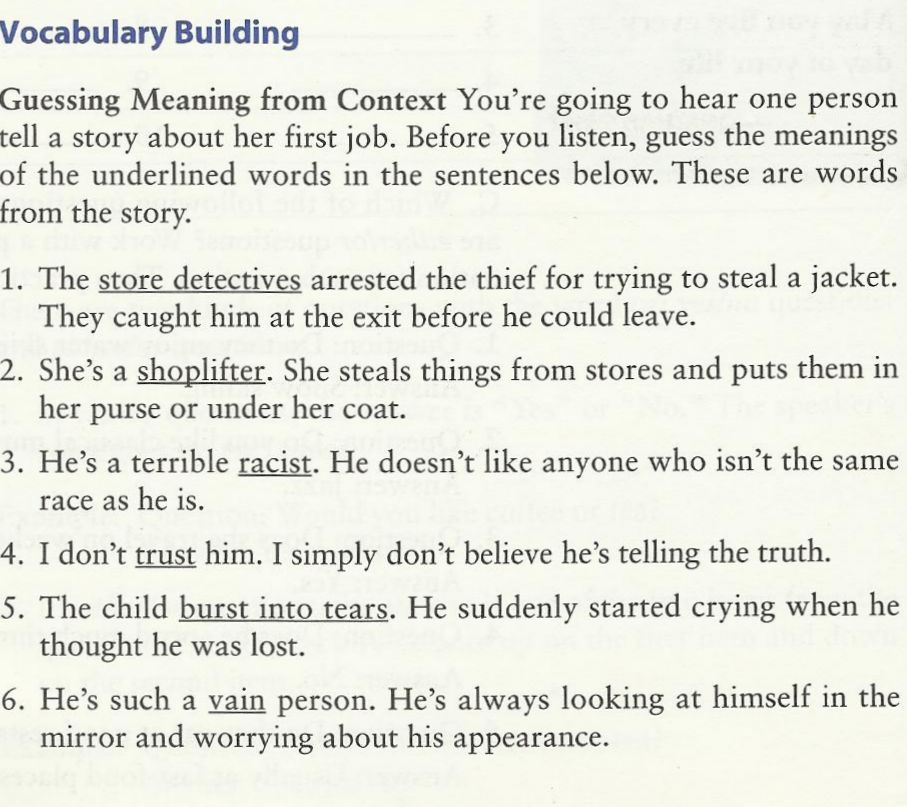 Vocabulary Building
Guessing Meaning from Context You're going to hear one person
tell a story about her first job. Before you listen, guess the meanings
of the underlined words in the sentences below. These are words
from the story.
1. The store detectives arrested the thief for trying to steal a jacket.
They caught him at the exit before he could leave.
2. She's a shoplifter. She steals things from stores and puts them in
her purse or under her coat.
3. He's a terrible racist. He doesn't like anyone who isn't the same
race as he is.
4. I don't trust him. I simply don't believe he's telling the truth.
5. The child burst into tears. He suddenly started crying when he
thought he was lost.
6. He's such a vain person. He's always looking at himself in the
mirror and worrying about his appearance.